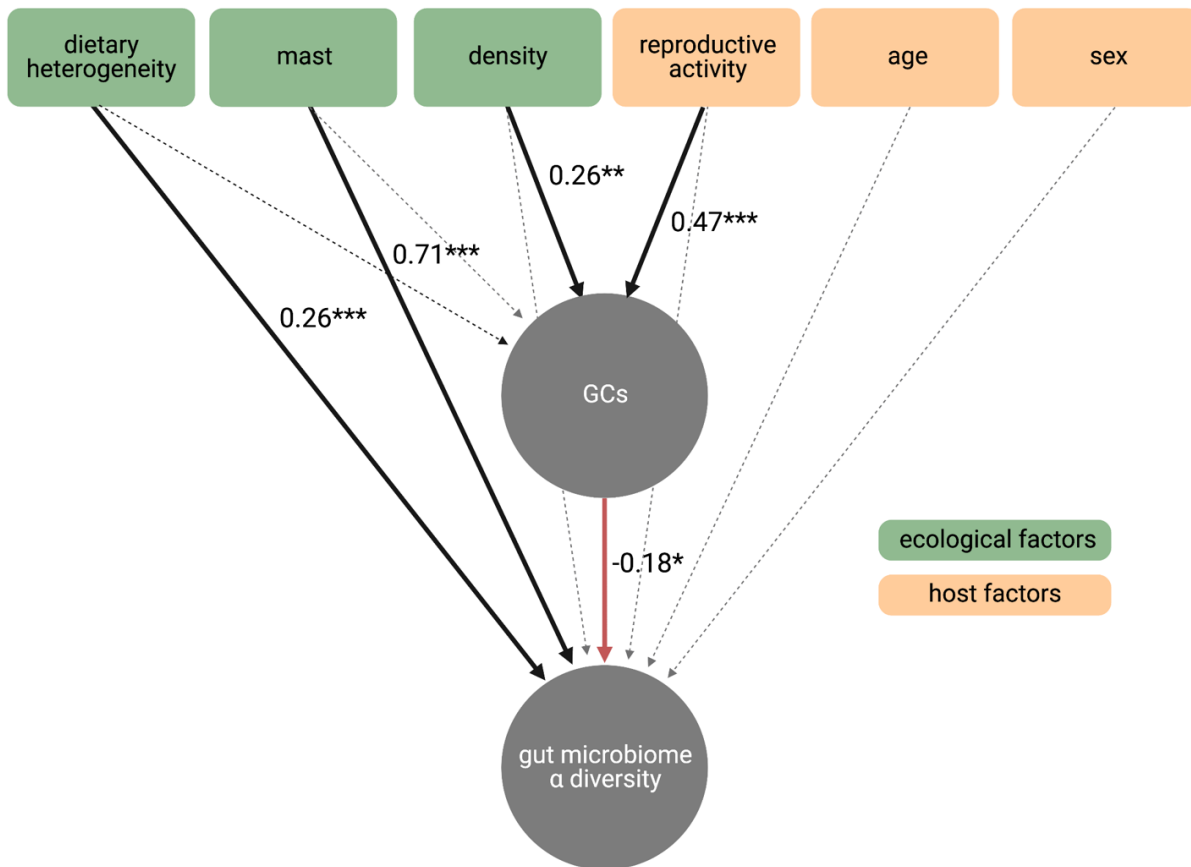 dietary
heterogeneity
mast
density
reproductive
activity
age
sex
0.26**
0.47***
0.71***
0.26***
GCs
-0.18*
ecological factors
host factors
gut microbiome
α diversity